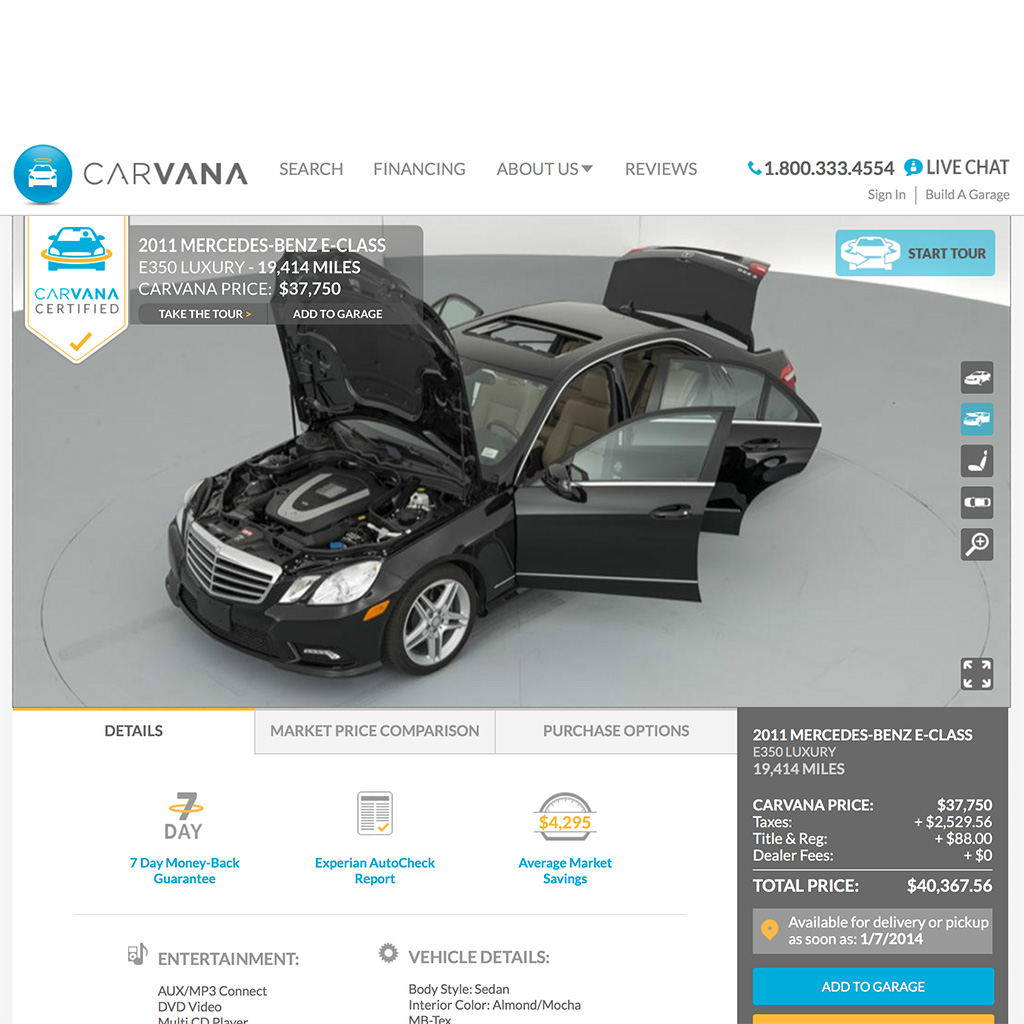 CARVANA
SEARCH
FINANCING
ABOUT US
REVIEWS
1.800.333.4554
LIVE CHAT
Sign In | Build A Garage
CARVANA
CERTIFIED
2011 MERCEDES-BENZ E-CLASS
E350 LUXURY - 19,414 MILES
CARVANA PRICE: $37,750
TAKE THE TOUR >
ADD TO GARAGE
START TOUR
DETAILS
MARKET PRICE COMPARISON
PURCHASE OPTIONS
7
DAY
7 Day Money-Back
Guarantee
Experian AutoCheck
Report
$4,295
Average Market
Savings
ENTERTAINMENT:
AUX/MP3 Connect
DVD Video
Multi CD Player
VEHICLE DETAILS:
Body Style: Sedan
Interior Color: Almond/Mocha
MB-Tex
2011 MERCEDES-BENZ E-CLASS
E350 LUXURY
19,414 MILES
CARVANA PRICE: $37,750
Taxes: + $2,529.56
Title & Reg: + $88.00
Dealer Fees: + $0
TOTAL PRICE: $40,367.56
Available for delivery or pickup
as soon as: 1/7/2014
ADD TO GARAGE